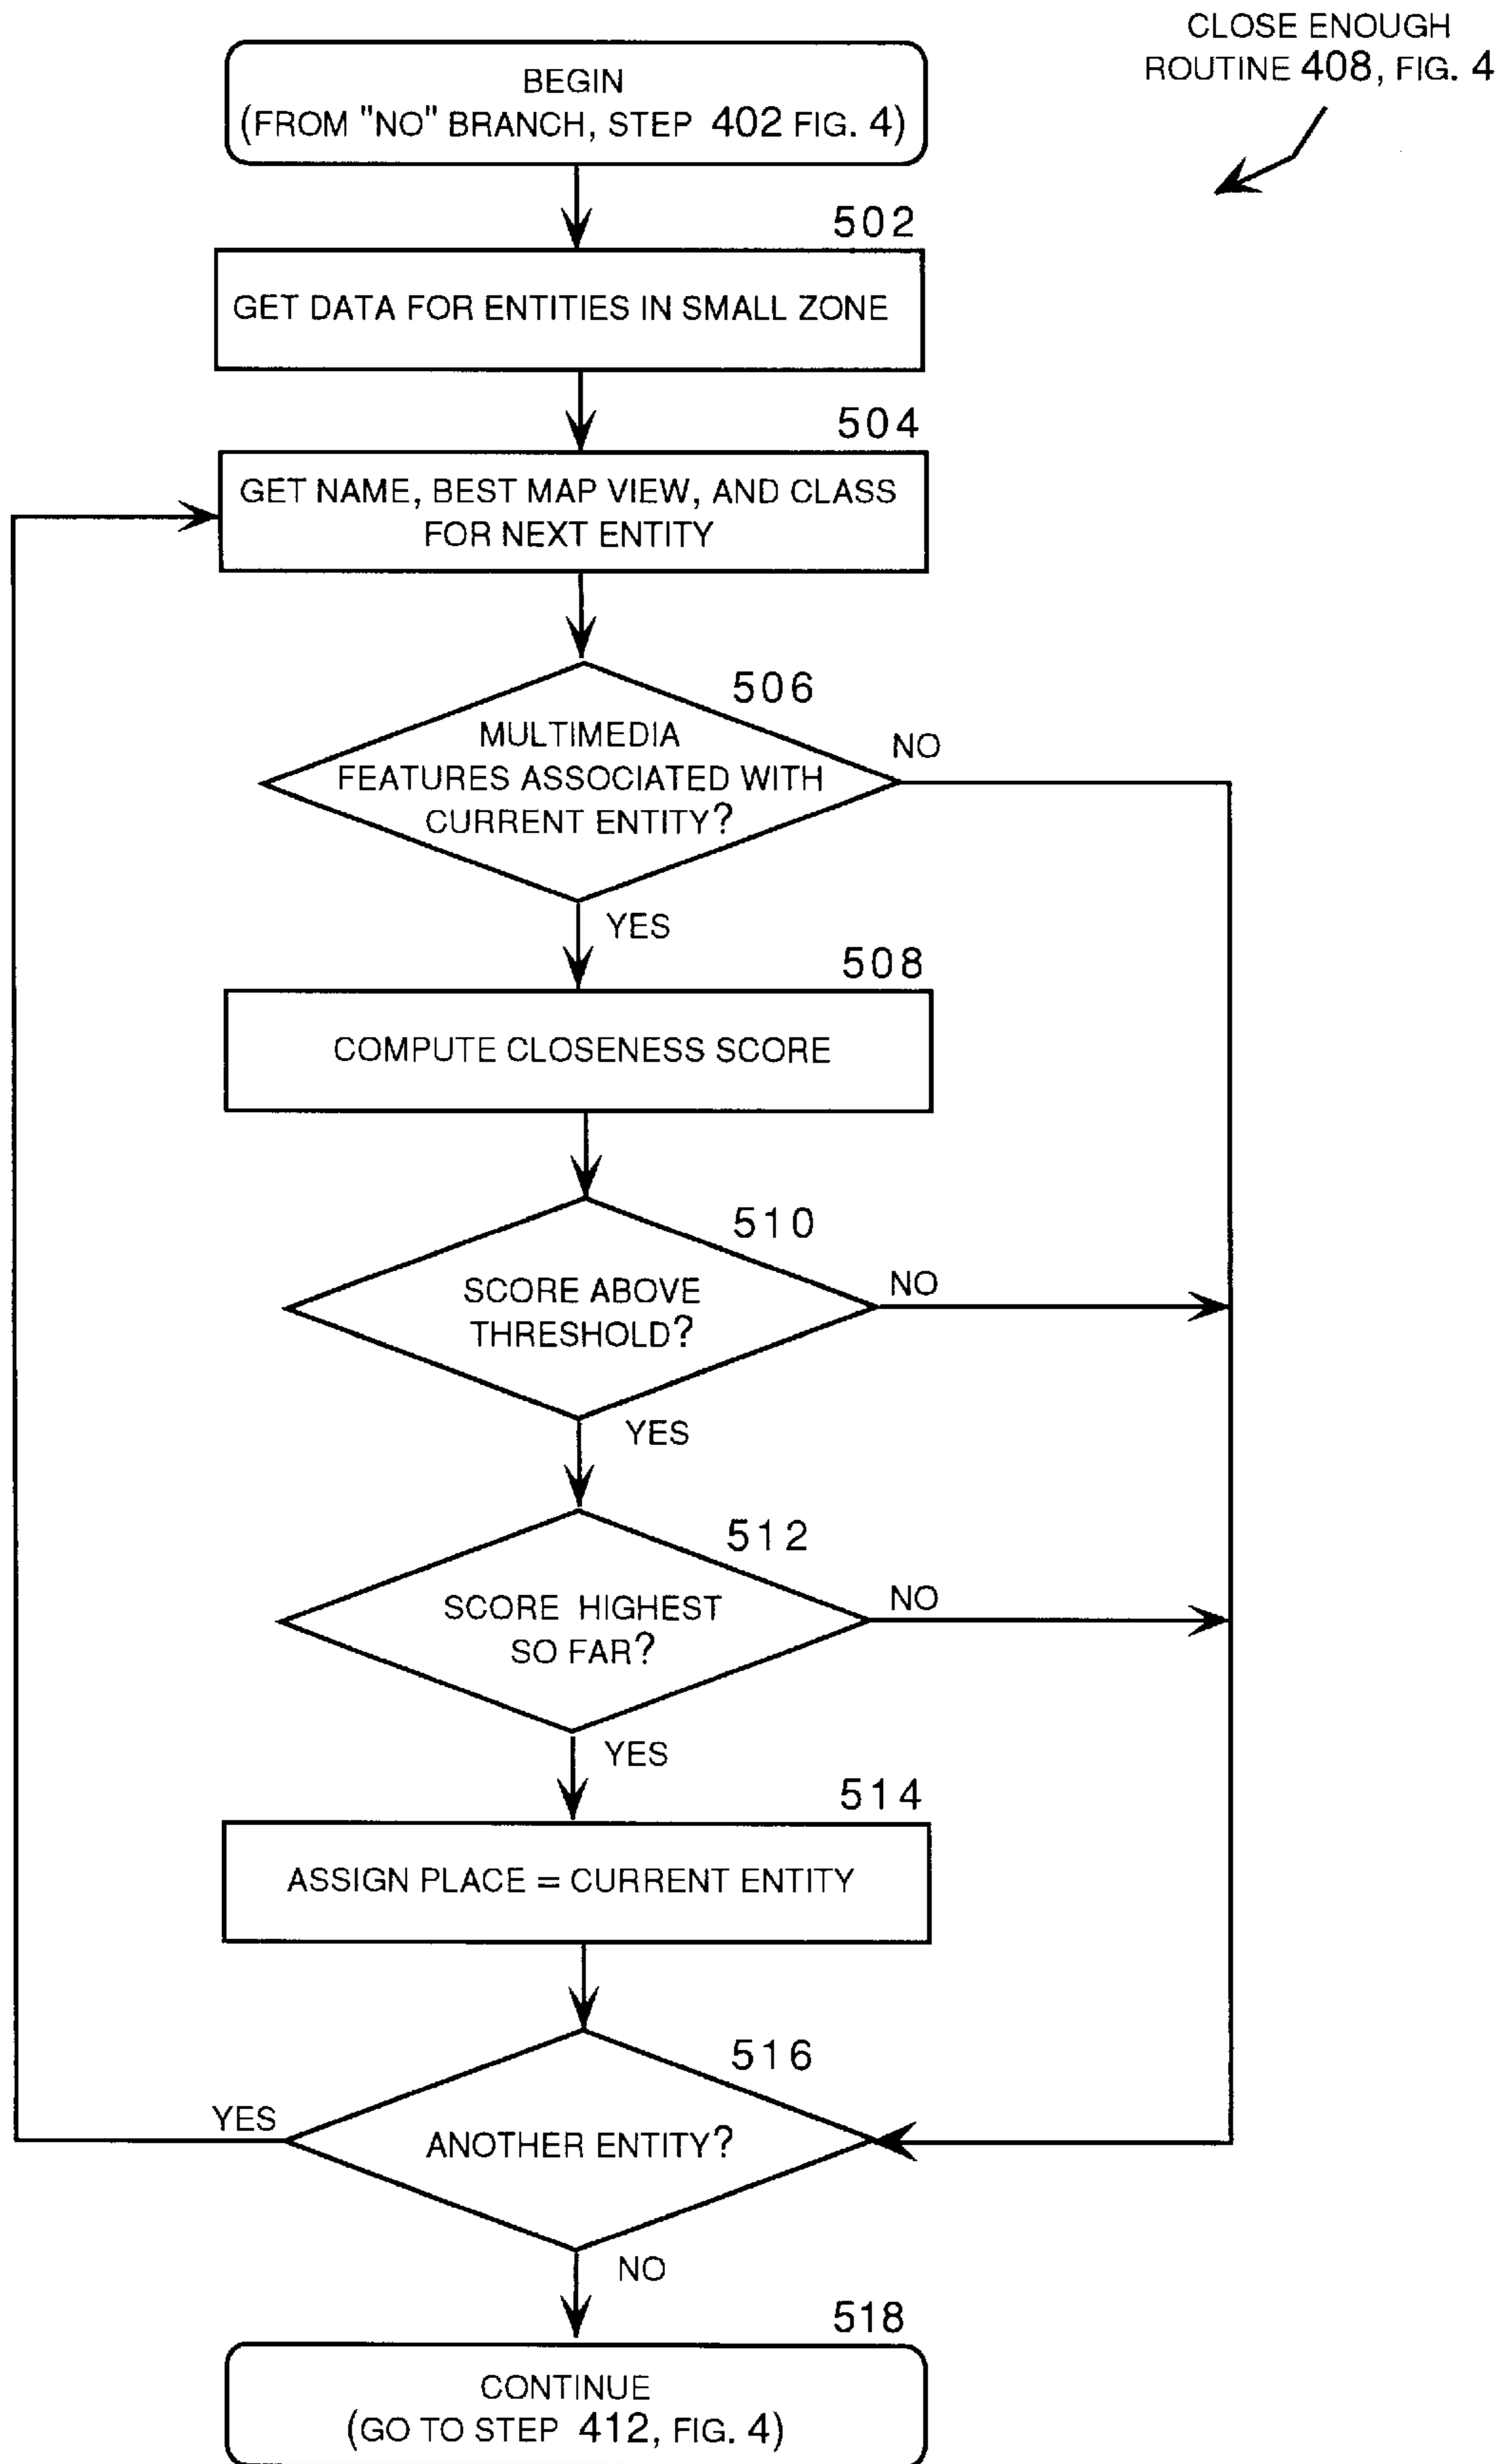 CLOSE ENOUGH
ROUTINE 408, FIG. 4
BEGIN
(FROM "NO" BRANCH, STEP 402 FIG. 4)
502
GET DATA FOR ENTITIES IN SMALL ZONE
504
GET NAME, BEST MAP VIEW, AND CLASS
FOR NEXT ENTITY
506
MULTIMEDIA
FEATURES ASSOCIATED WITH
CURRENT ENTITY?
NO
YES
508
COMPUTE CLOSENESS SCORE
510
SCORE ABOVE
THRESHOLD?
NO
YES
512
SCORE HIGHEST
SO FAR?
NO
YES
514
ASSIGN PLACE = CURRENT ENTITY
516
YES
ANOTHER ENTITY?
NO
518
CONTINUE
(GO TO STEP 412, FIG. 4)